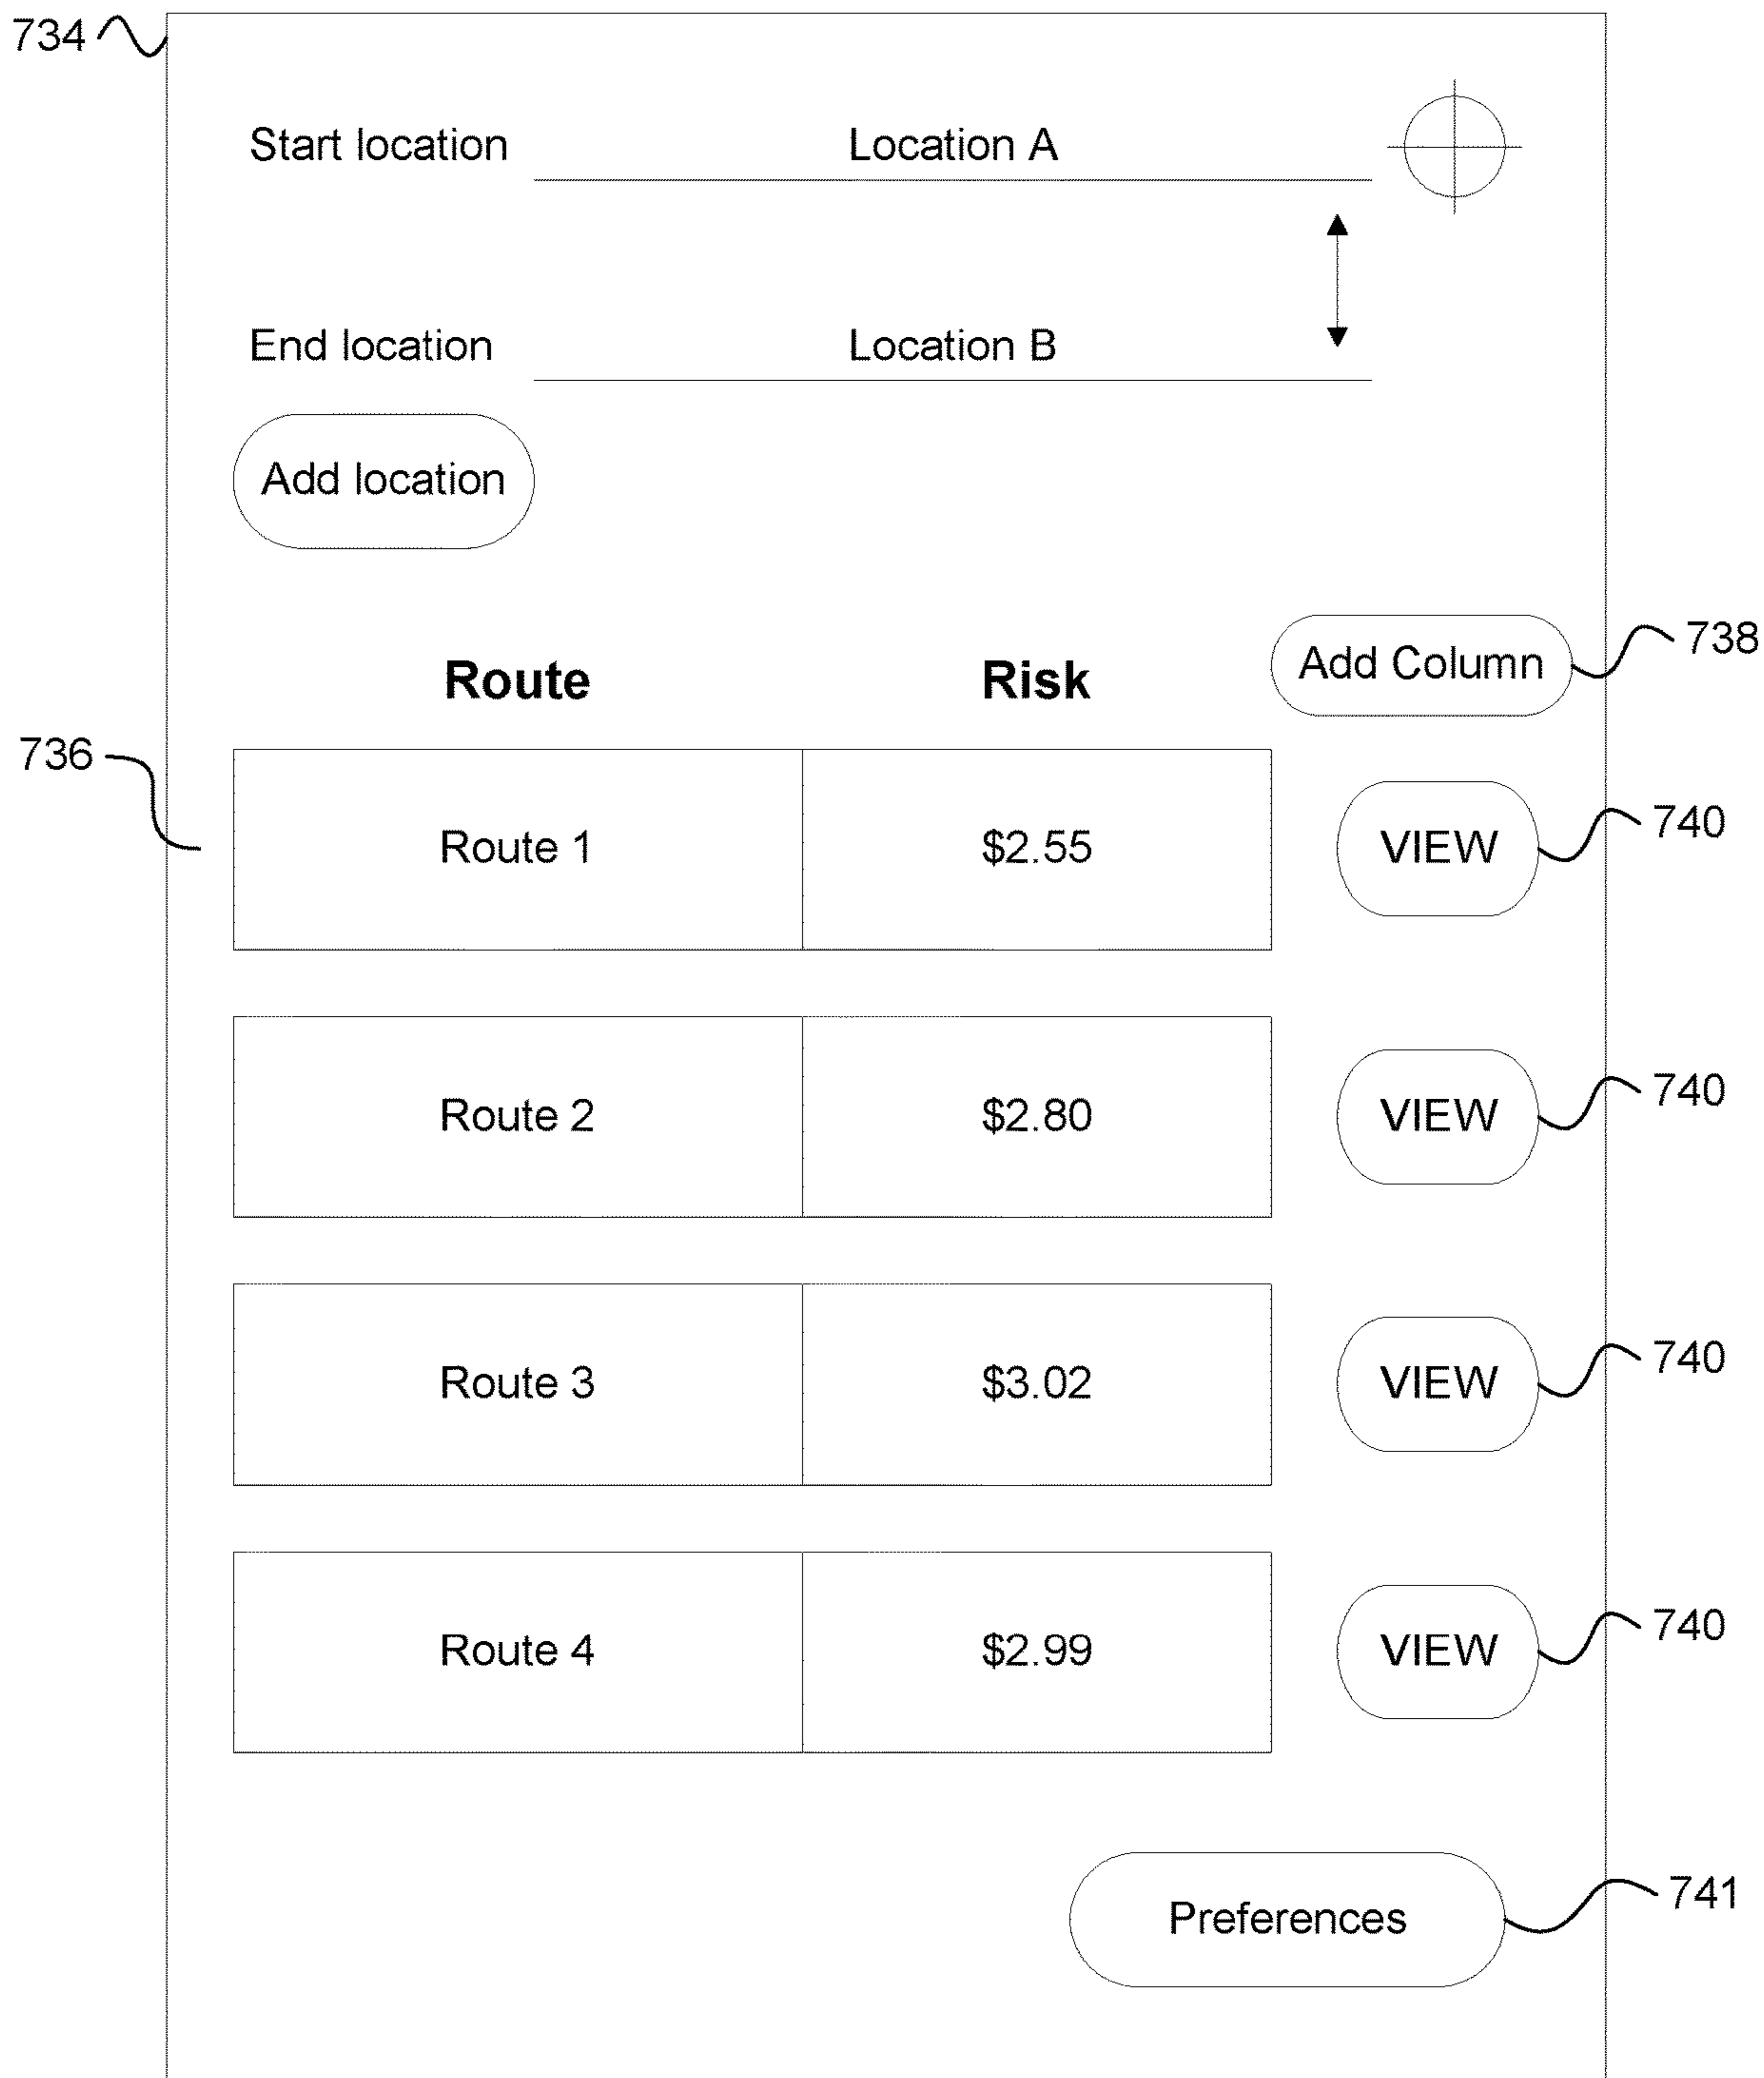 734
Start location Location A
End location Location B
Add location
Add Column 738
Route Risk
736
Route 1 $2.55 VIEW 740
Route 2 $2.80 VIEW 740
Route 3 $3.02 VIEW 740
Route 4 $2.99 VIEW 740
Preferences 741